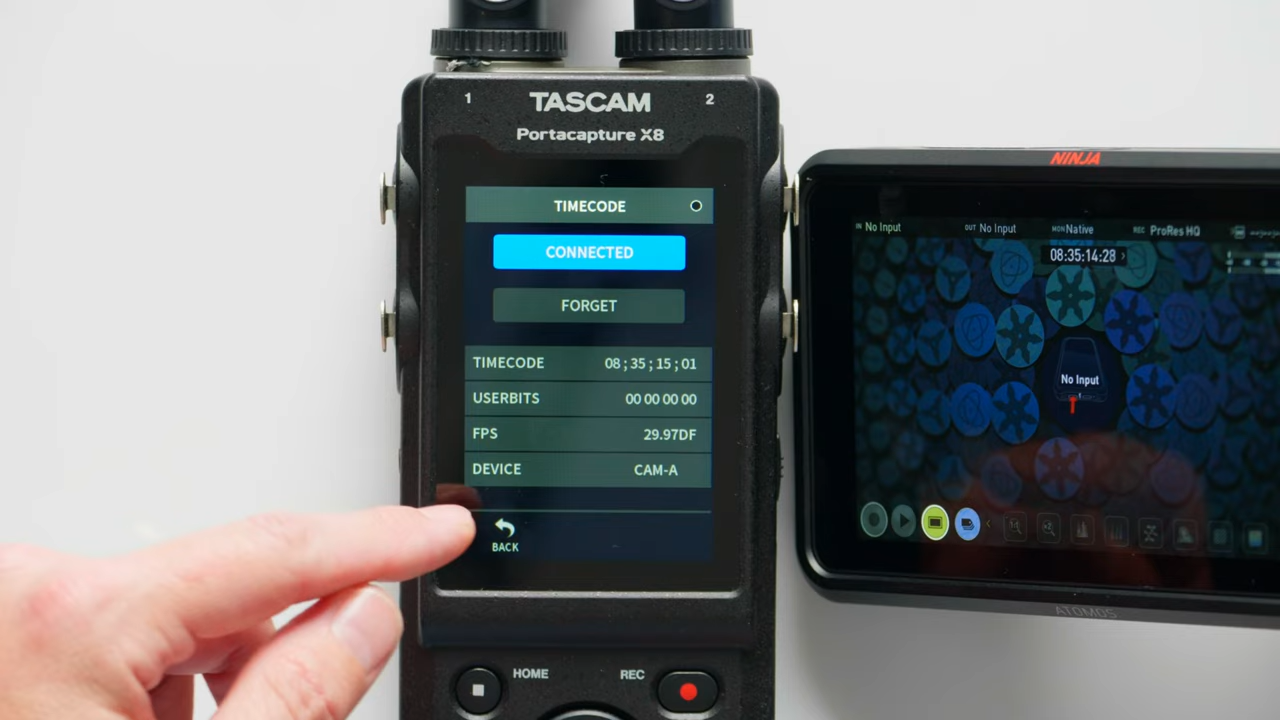 1 TASCAM 2
Portacapture X8
TIMECODE
CONNECTED
FORGET
TIMECODE 08;35;15;01
USERBITS 00 00 00 00
FPS 29.97DF
DEVICE CAM-A
BACK
HOME REC
NINJA
IN No Input OUT No Input MON Native REC ProRes HQ
08:35:14:28
No Input
ATOMOS